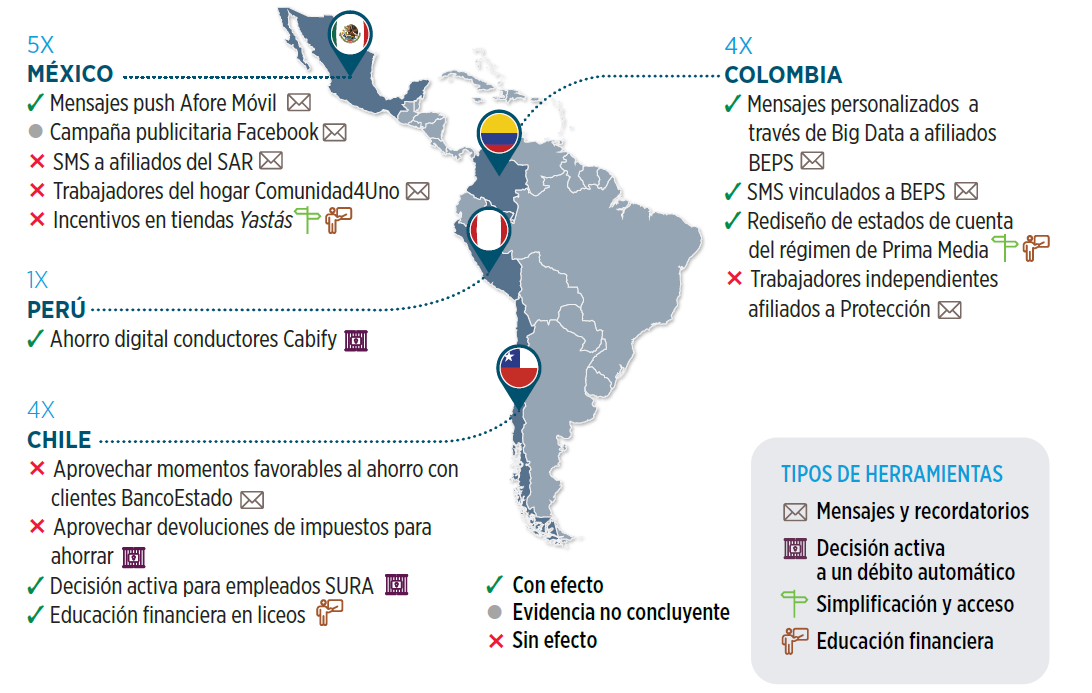 5X
MÉXICO
Mensajes push Afore Móvil
Campaña publicitaria Facebook
SMS a afiliados del SAR
Trabajadores del hogar Comunidad4Uno
Incentivos en tiendas Yastás
1X
PERÚ
Ahorro digital conductores Cabify
4X
CHILE
Aprovechar momentos favorables al ahorro con
clientes BancoEstado
Aprovechar devoluciones de impuestos para
ahorrar
Decisión activa para empleados SURA
Educación financiera en liceos
4X
COLOMBIA
Mensajes personalizados a
través de Big Data a afiliados
BEPS
SMS vinculados a BEPS
Rediseño de estados de cuenta
del régimen de Prima Media
Trabajadores independientes
afiliados a Protección
Con efecto
Evidencia no concluyente
Sin efecto
TIPOS DE HERRAMIENTAS
Mensajes y recordatorios
Decisión activa
a un débito automático
Simplificación y acceso
Educación financiera